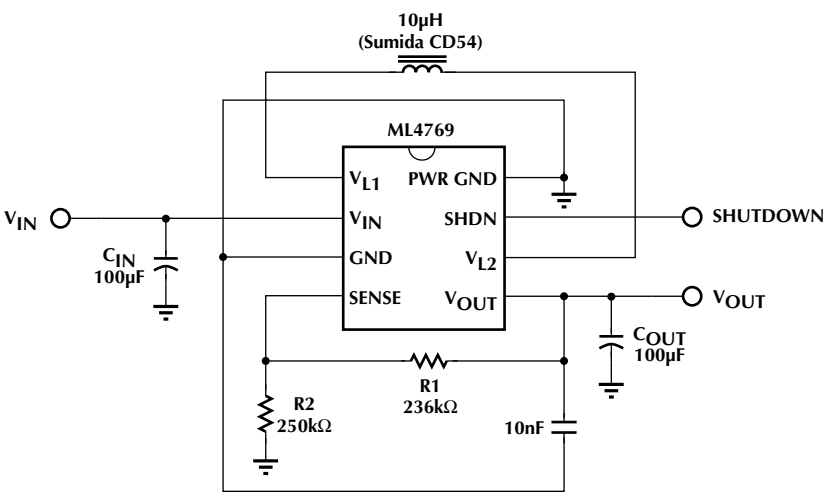 10µH
(Sumida CD54)
ML4769
VL1
PWR GND
VIN
VIN
SHDN
SHUTDOWN
CIN
100µF
GND
VL2
SENSE
VOUT
VOUT
COUT
100µF
R1
236kΩ
R2
250kΩ
10nF